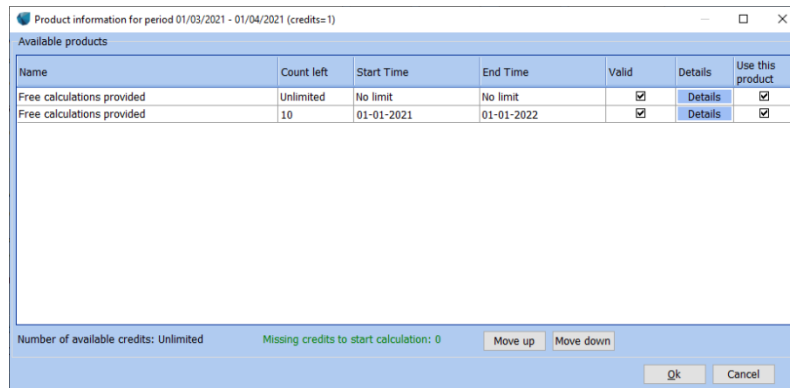 Product information for period 01/03/2021 - 01/04/2021 (credits=1)
Available products
Name Count left Start Time End Time Valid Details Use this product
Free calculations provided Unlimited No limit No limit Details
Free calculations provided 10 01-01-2021 01-01-2022 Details
Number of available credits: Unlimited Missing credits to start calculation: 0 Move up Move down
Ok Cancel